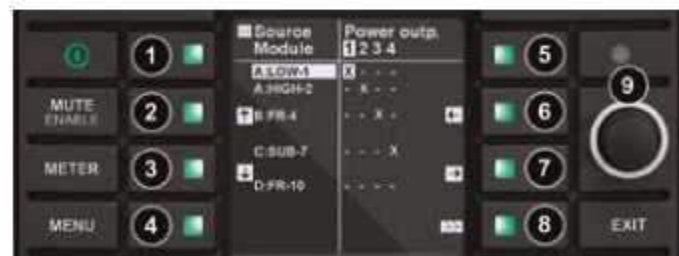 Source Module
Power outp.
1 2 3 4
A:LOW-1 X - - -
A:HIGH-2 - X - -
B:FR-4 - - X -
C:SUB-7 - - - X
D:FR-10 - - - -
1
MUTE
ENABLE
2
METER
3
MENU
4
5
6
7
8
9
EXIT